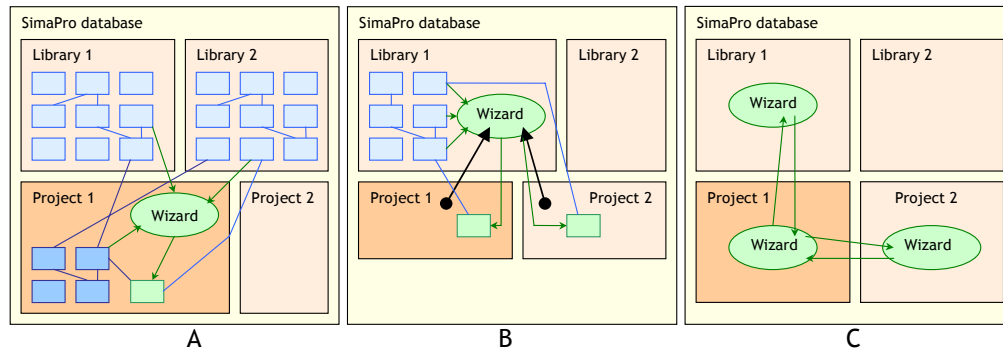 SimaPro database
Library 1
Library 2
Project 1
Wizard
Project 2
A
SimaPro database
Library 1
Library 2
Wizard
Project 1
Project 2
B
SimaPro database
Library 1
Library 2
Wizard
Project 1
Project 2
Wizard
Wizard
C